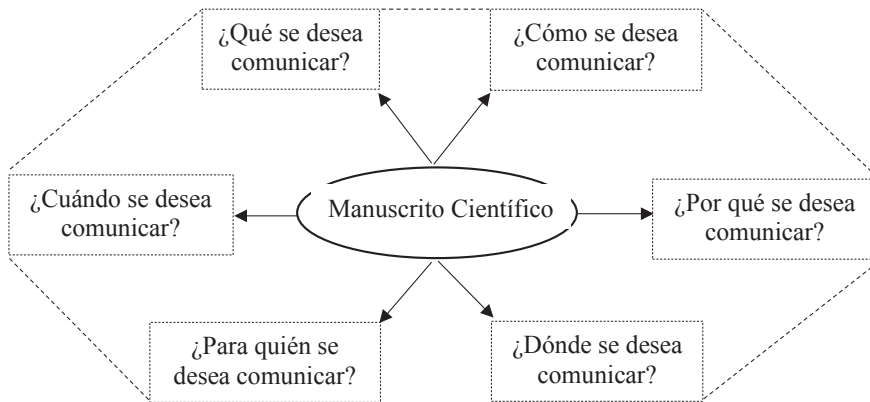 ¿Qué se desea
comunicar?
¿Cómo se desea
comunicar?
¿Cuándo se desea
comunicar?
Manuscrito Científico
¿Por qué se desea
comunicar?
¿Para quién se
desea comunicar?
¿Dónde se desea
comunicar?